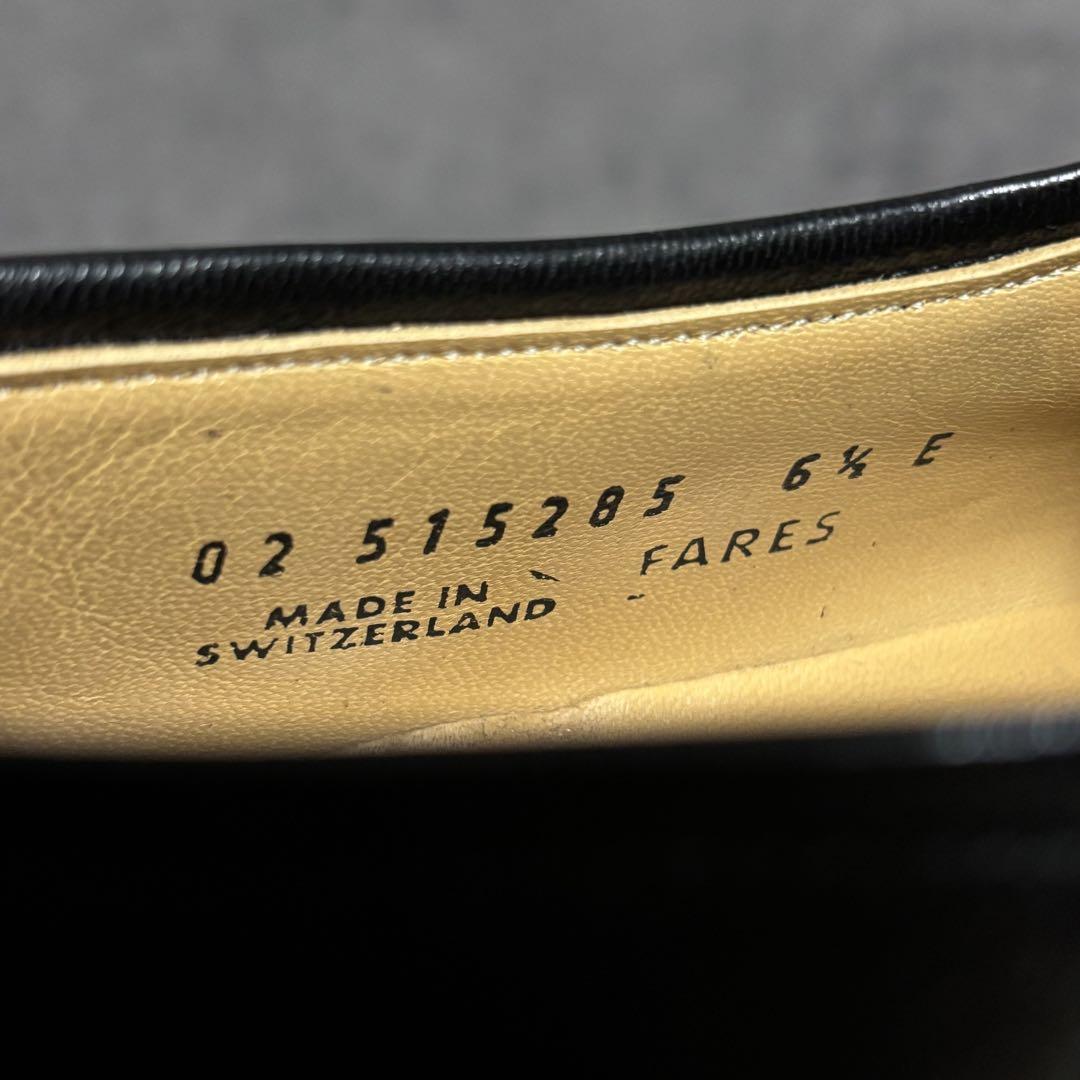 02 515285 6½ E
MADE IN
SWITZERLAND
FARES